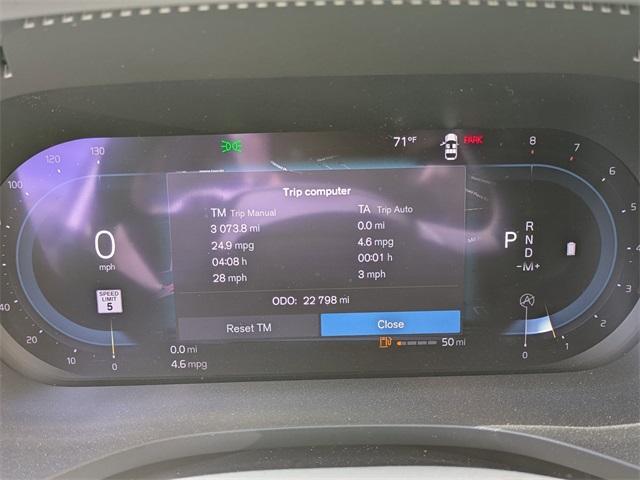 71°F PARK
8
7
6
5
4
3
2
1
0
130
120
100
40
20
10
0
Trip computer
TM Trip Manual TA Trip Auto
3 073.8 mi 0.0 mi
24.9 mpg 4.6 mpg
04:08 h 00:01 h
28 mph 3 mph
ODO: 22 798 mi
Reset TM Close
0
mph
SPEED
LIMIT
5
R
P N
D
-M+
A
0.0 mi
4.6 mpg
50 mi